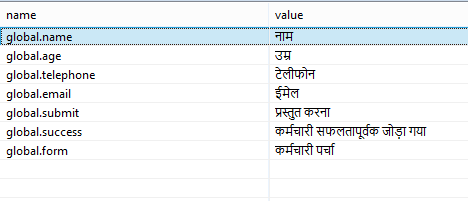 name value
global.name नाम
global.age उम्र
global.telephone टेलीफोन
global.email ईमेल
global.submit प्रस्तुत करना
global.success कर्मचारी सफलतापूर्वक जोड़ा गया
global.form कर्मचारी पर्चा